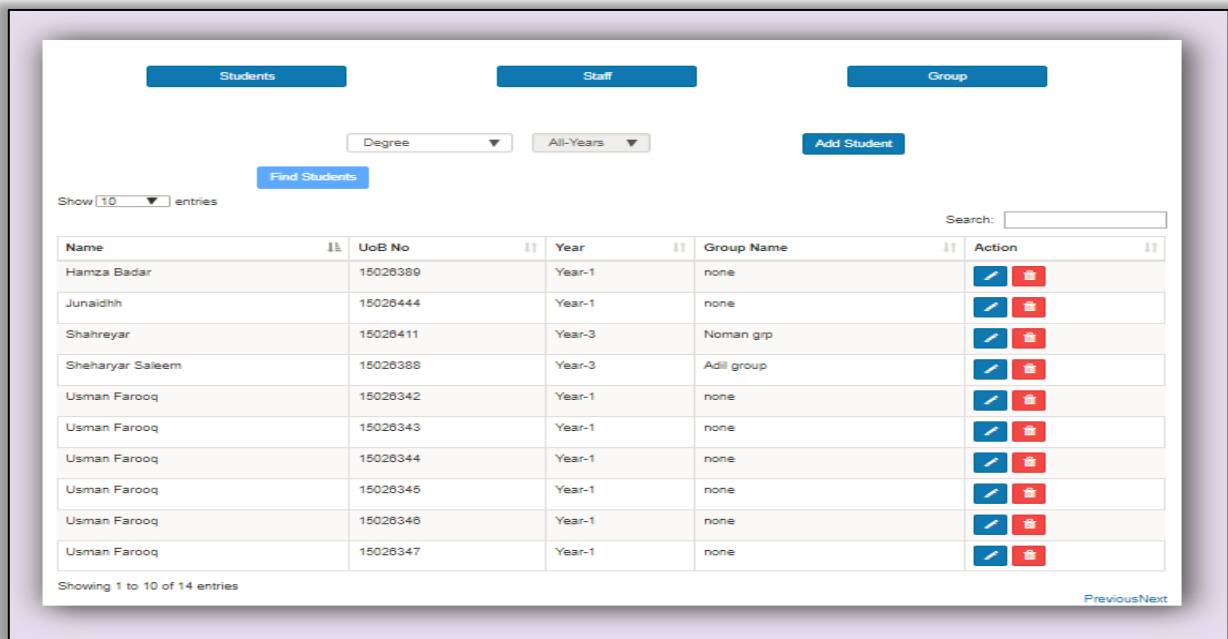 Students Staff Group
Degree All-Years Add Student
Find Students
Show 10 entries
Search:
Name UoB No Year Group Name Action
Hamza Badar 15026389 Year-1 none
Junaidhh 15026444 Year-1 none
Shahreyar 15026411 Year-3 Noman grp
Sheharyar Saleem 15026388 Year-3 Adil group
Usman Farooq 15026342 Year-1 none
Usman Farooq 15026343 Year-1 none
Usman Farooq 15026344 Year-1 none
Usman Farooq 15026345 Year-1 none
Usman Farooq 15026346 Year-1 none
Usman Farooq 15026347 Year-1 none
Showing 1 to 10 of 14 entries
PreviousNext